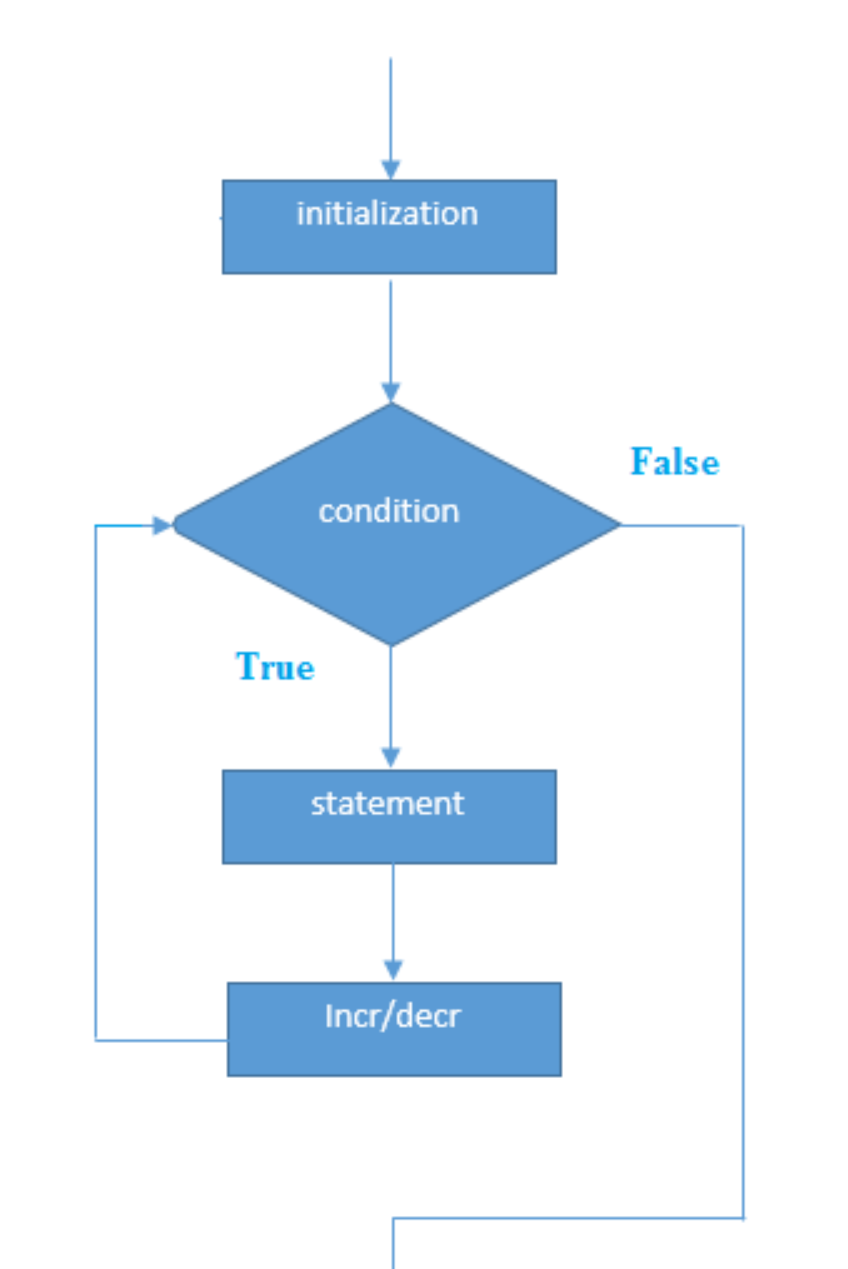 initialization
condition
False
True
statement
Incr/decr